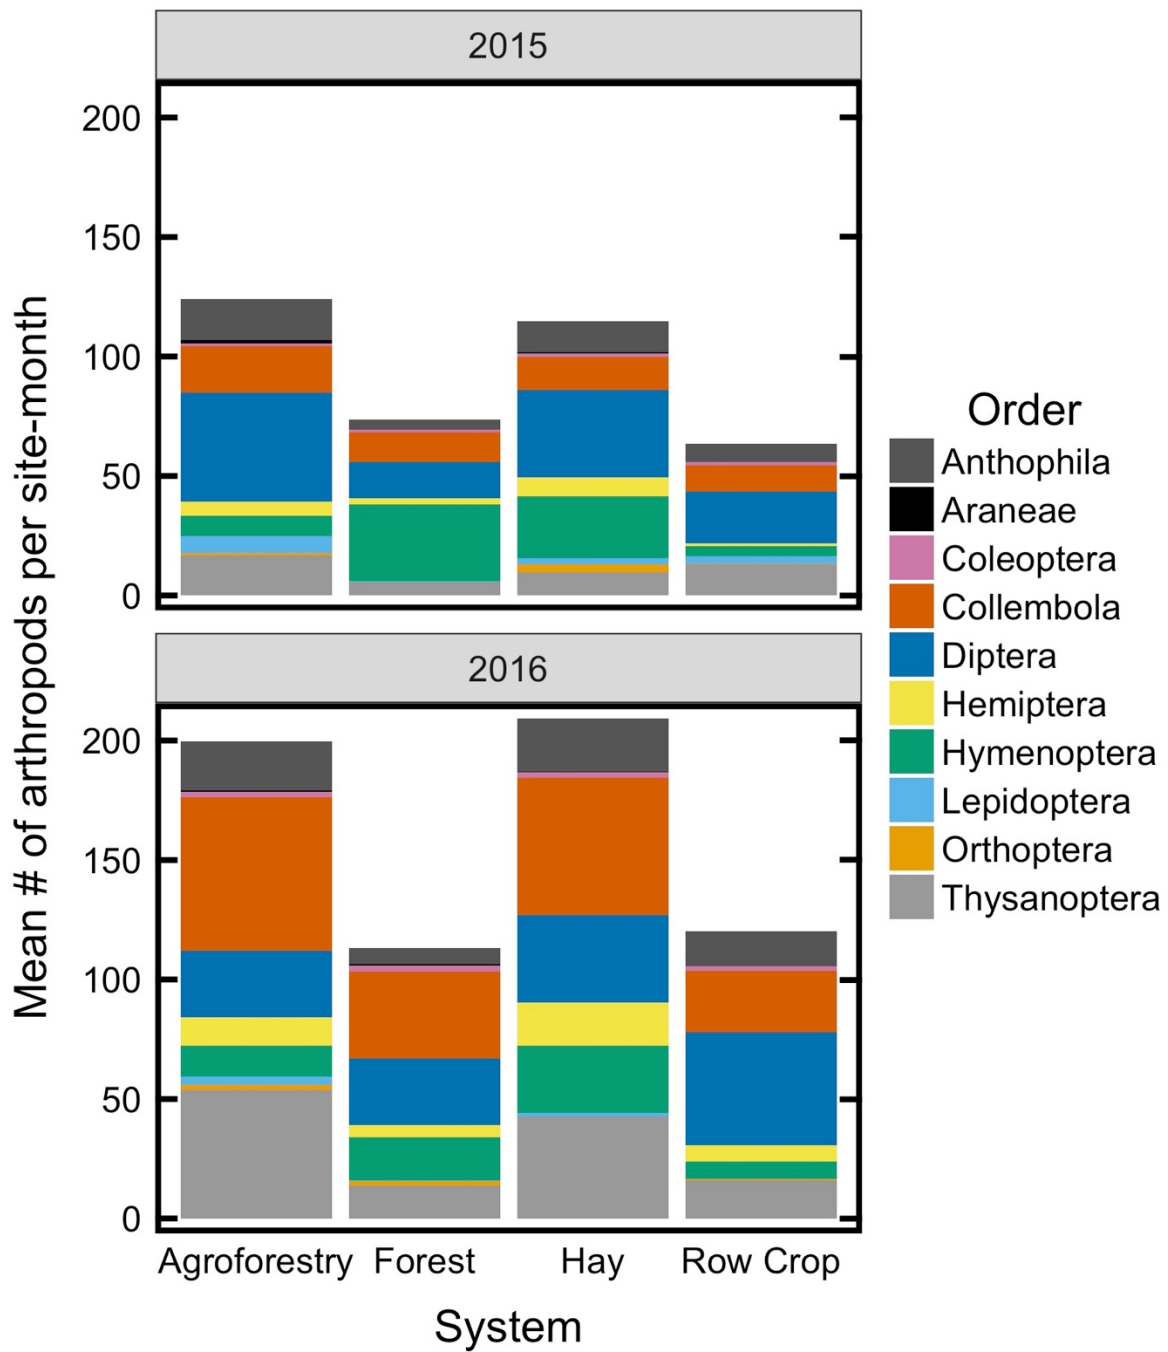 2015
200
150
100
50
0
2016
200
150
100
50
0
Agroforestry Forest Hay Row Crop
System
Mean # of arthropods per site-month
Order
Anthophila
Araneae
Coleoptera
Collembola
Diptera
Hemiptera
Hymenoptera
Lepidoptera
Orthoptera
Thysanoptera